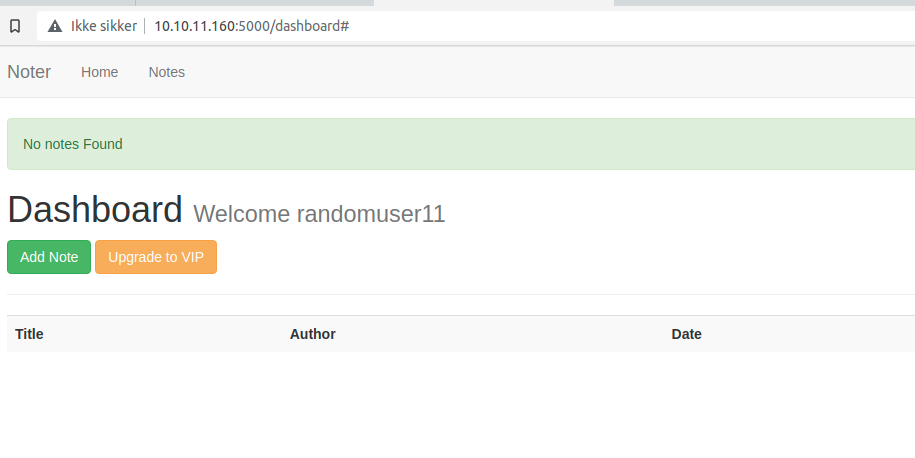 Ikke sikker 10.10.11.160:5000/dashboard#
Noter Home Notes
No notes Found
Dashboard Welcome randomuser11
Add Note Upgrade to VIP
Title Author Date